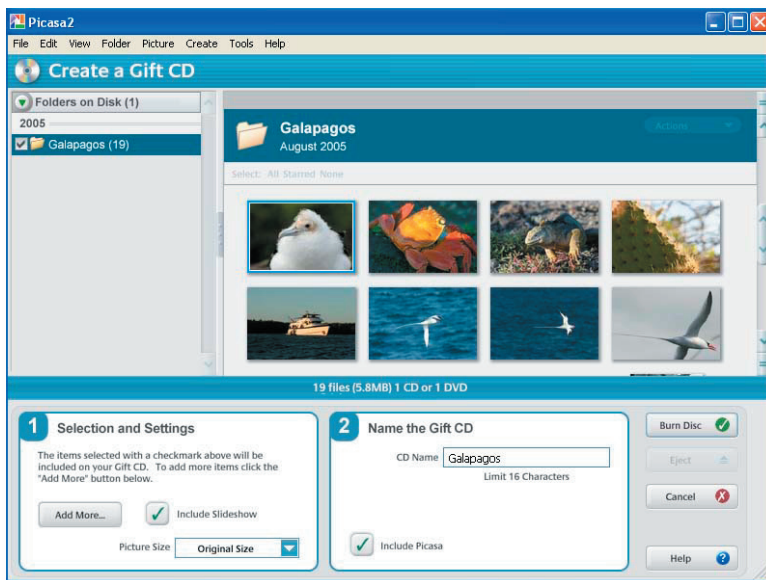 Picasa2
File Edit View Folder Picture Create Tools Help
Create a Gift CD
Folders on Disk (1)
2005
Galapagos (19)
Galapagos
August 2005
Actions
Select: All Starred None
19 files (5.8MB) 1 CD or 1 DVD
1 Selection and Settings
The items selected with a checkmark above will be
included on your Gift CD. To add more items click the
"Add More" button below.
Add More...
Include Slideshow
Picture Size Original Size
2 Name the Gift CD
CD Name Galapagos
Limit 16 Characters
Include Picasa
Burn Disc
Eject
Cancel
Help ?